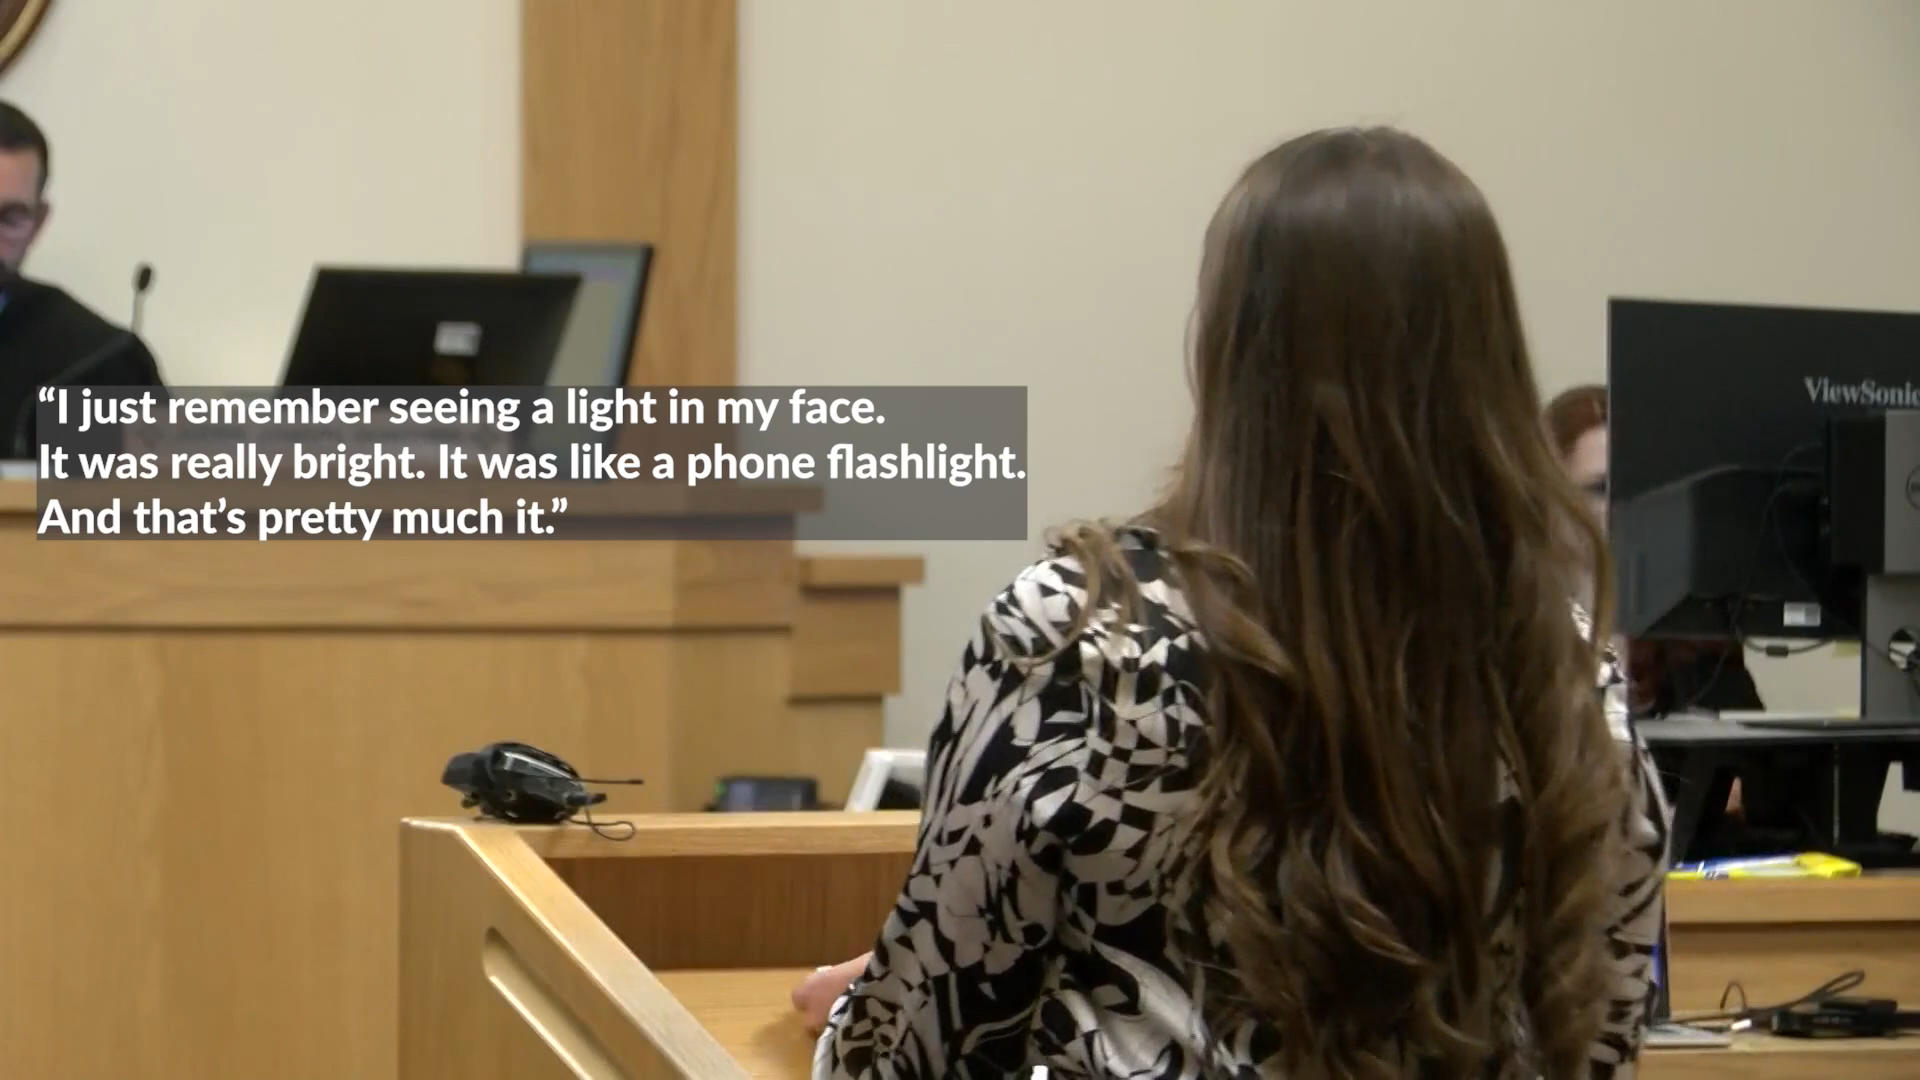 “I just remember seeing a light in my face.
It was really bright. It was like a phone flashlight.
And that’s pretty much it.”
ViewSonic